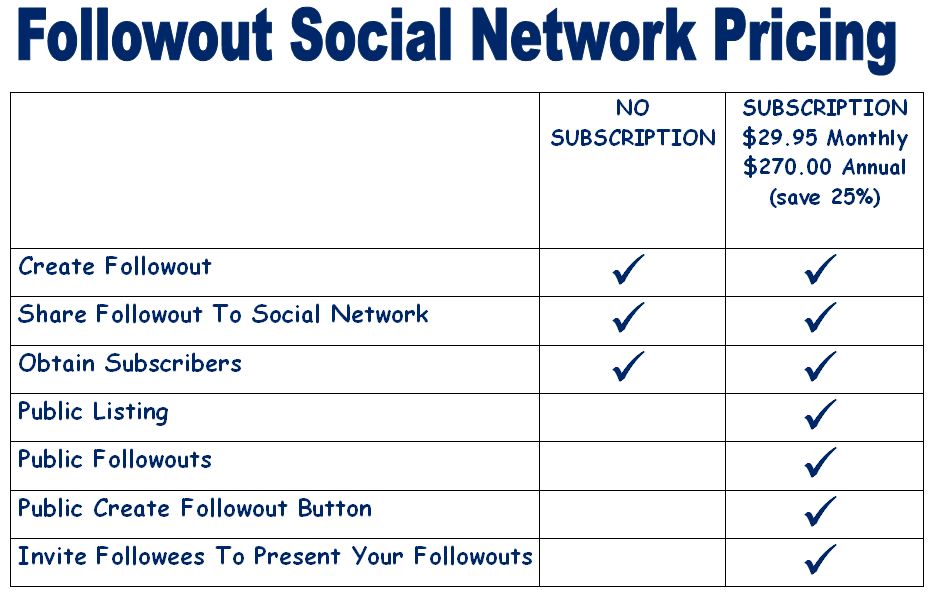 Followout Social Network Pricing
NO
SUBSCRIPTION
SUBSCRIPTION
$29.95 Monthly
$270.00 Annual
(save 25%)
Create Followout
Share Followout To Social Network
Obtain Subscribers
Public Listing
Public Followouts
Public Create Followout Button
Invite Followees To Present Your Followouts